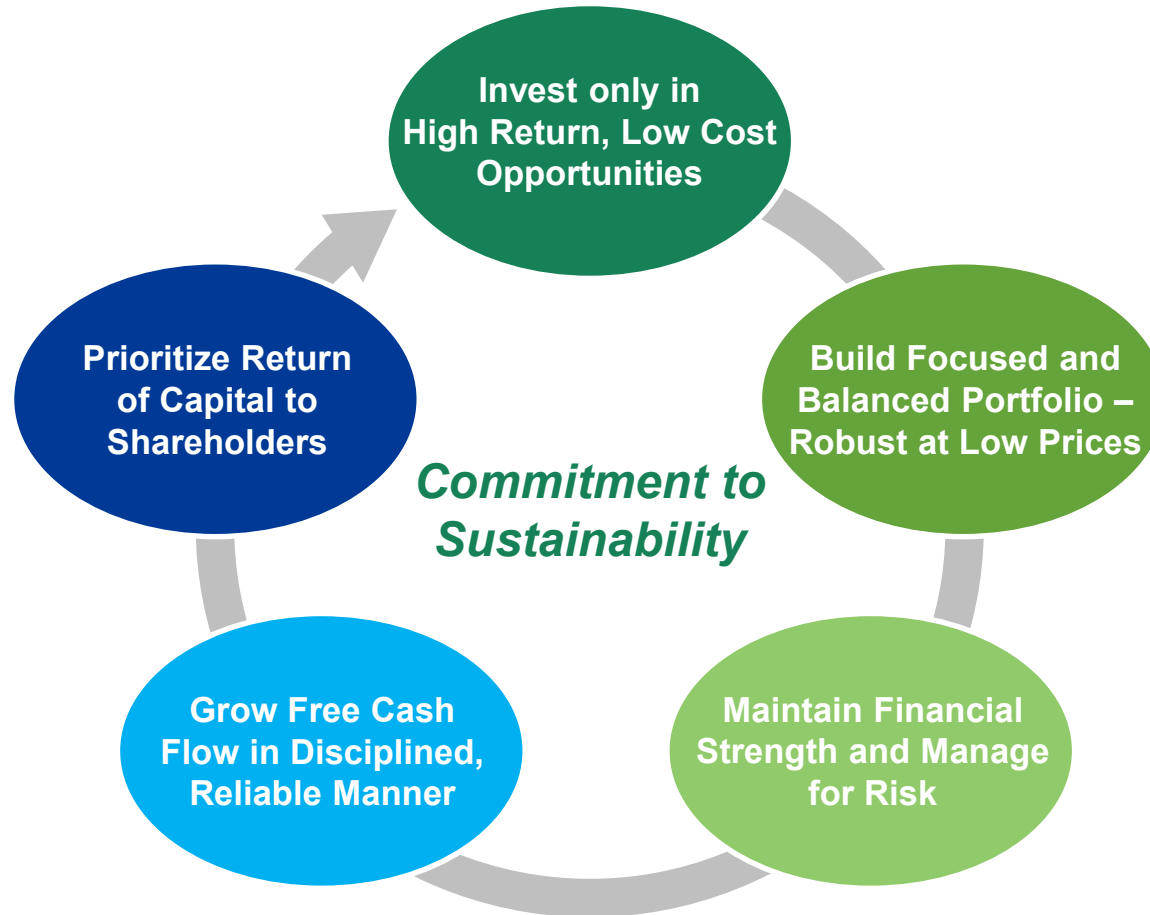 Invest only in
High Return, Low Cost
Opportunities
Build Focused and
Balanced Portfolio –
Robust at Low Prices
Maintain Financial
Strength and Manage
for Risk
Grow Free Cash
Flow in Disciplined,
Reliable Manner
Prioritize Return
of Capital to
Shareholders
Commitment to
Sustainability